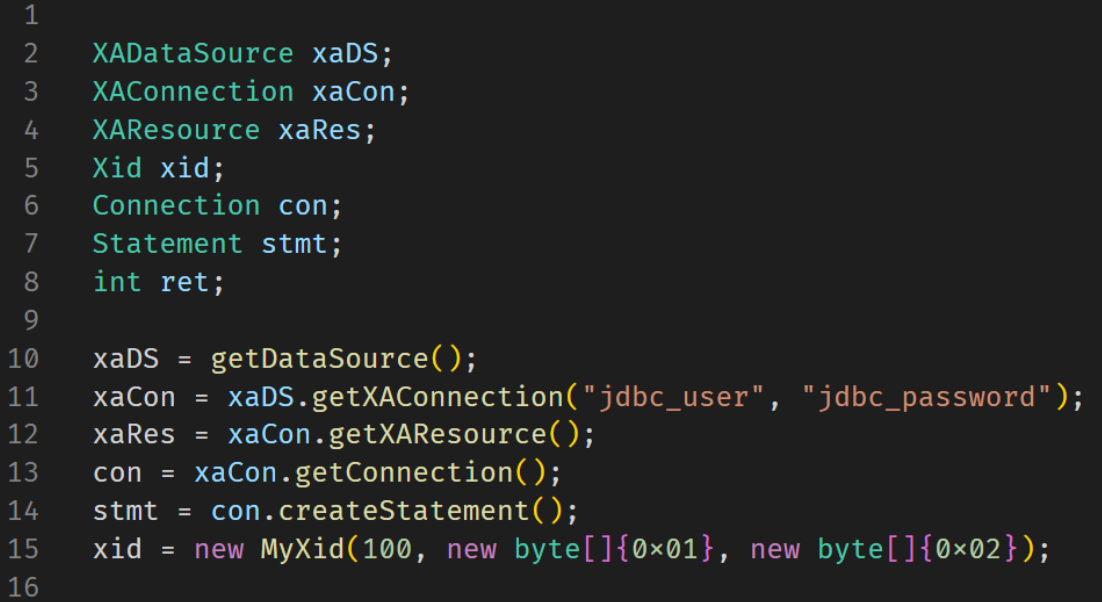 1
2 XADataSource xaDS;
3 XAConnection xaCon;
4 XAResource xaRes;
5 Xid xid;
6 Connection con;
7 Statement stmt;
8 int ret;
9
10 xaDS = getDataSource();
11 xaCon = xaDS.getXAConnection("jdbc_user", "jdbc_password");
12 xaRes = xaCon.getXAResource();
13 con = xaCon.getConnection();
14 stmt = con.createStatement();
15 xid = new MyXid(100, new byte[]{0×01}, new byte[]{0×02});
16